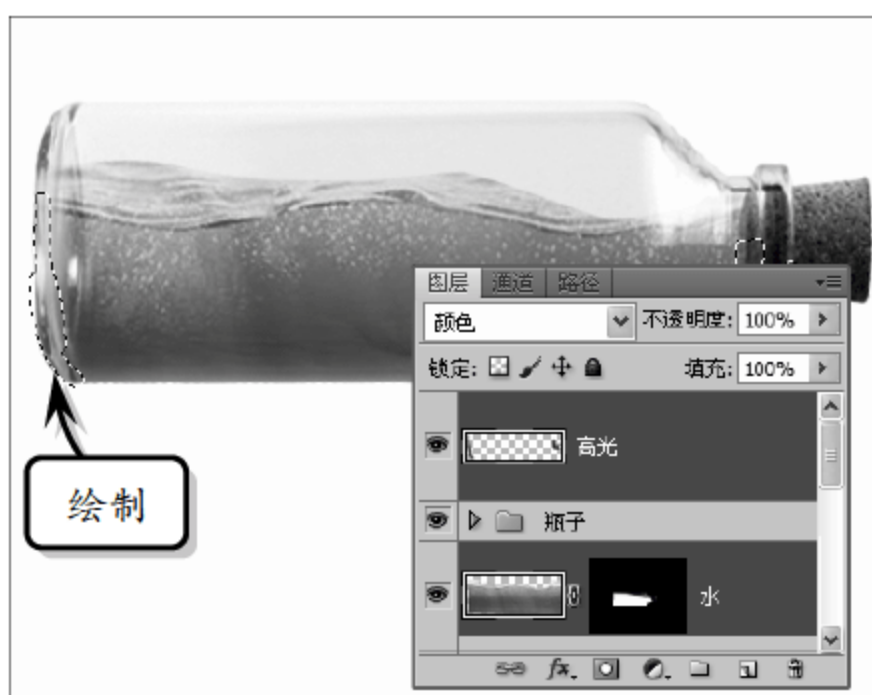 图层 通道 路径
颜色 不透明度: 100%
锁定: 填充: 100%
高光
瓶子
水
fx.
绘制